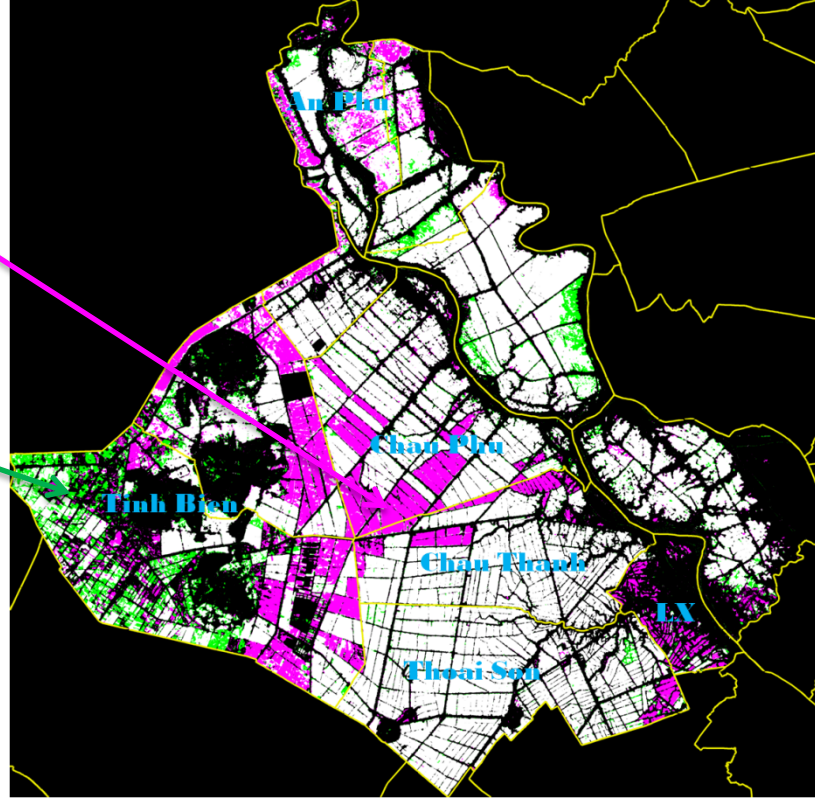 An Phu
Chau Phu
Tinh Bien
Chau Thanh
LX
Thoai Son